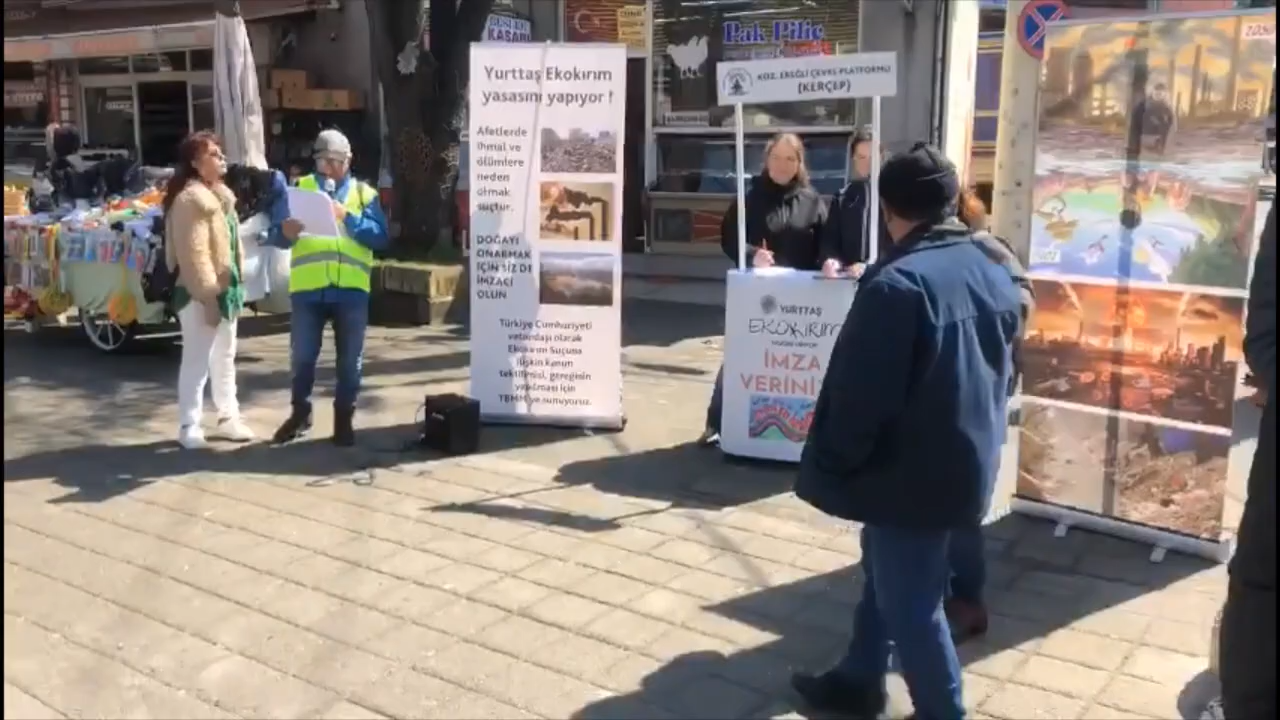 Pak Piliç
KASABI
KDZ. EREĞLİ ÇEVRE PLATFORMU
(KERÇEP)
Yurttaş Ekokırım
yasasını yapıyor !
Afetlerde
ihmal ve
ölümlere
neden
olmak
suçtur.
DOĞAYI
ONARMAK
İÇİN SİZ DE
İMZACI
OLUN
Türkiye Cumhuriyeti
vatandaşı olarak
Ekokırım Suçuna
ilişkin kanun
teklifimizi, gereğinin
yapılması için
TBMM'ye sunuyoruz.
YURTTAŞ
EKOKIRIM
İMZA
VERİNİZ